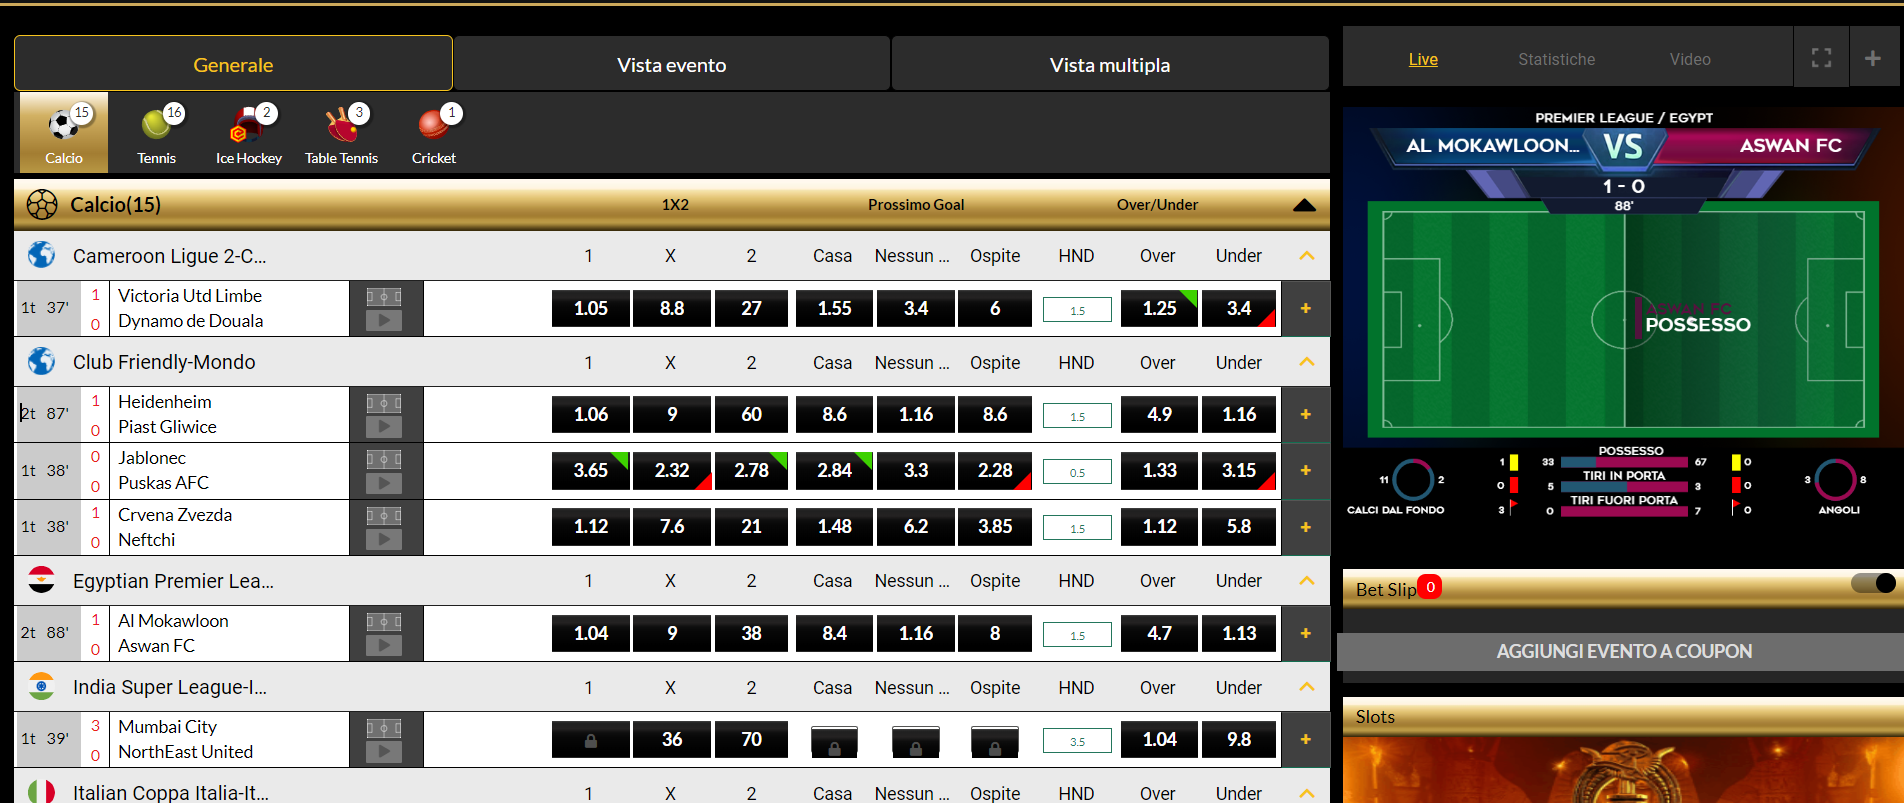 Generale Vista evento Vista multipla
15 16 2 3 1
Calcio Tennis Ice Hockey Table Tennis Cricket
Calcio(15) 1X2 Prossimo Goal Over/Under
Cameroon Ligue 2-C... 1 X 2 Casa Nessun ... Ospite HND Over Under
1t 37' 1 0 Victoria Utd Limbe
Dynamo de Douala
1.05 8.8 27 1.55 3.4 6 1.5 1.25 3.4 +
Club Friendly-Mondo 1 X 2 Casa Nessun ... Ospite HND Over Under
2t 87' 1 0 Heidenheim
Piast Gliwice
1.06 9 60 8.6 1.16 8.6 1.5 4.9 1.16 +
1t 38' 0 0 Jablonec
Puskas AFC
3.65 2.32 2.78 2.84 3.3 2.28 0.5 1.33 3.15 +
1t 38' 1 0 Crvena Zvezda
Neftchi
1.12 7.6 21 1.48 6.2 3.85 1.5 1.12 5.8 +
Egyptian Premier Lea... 1 X 2 Casa Nessun ... Ospite HND Over Under
2t 88' 1 0 Al Mokawloon
Aswan FC
1.04 9 38 8.4 1.16 8 1.5 4.7 1.13 +
India Super League-I... 1 X 2 Casa Nessun ... Ospite HND Over Under
1t 39' 3 0 Mumbai City
NorthEast United
36 70 3.5 1.04 9.8 +
Italian Coppa Italia-It... 1 X 2 Casa Nessun ... Ospite HND Over Under
Live Statistiche Video +
PREMIER LEAGUE / EGYPT
AL MOKAWLOON... VS ASWAN FC
1 - 0
88'
ASWAN FC
POSSESSO
POSSESSO
1 33 67 0
TIRI IN PORTA
11 2 0 5 3 0 3 8
TIRI FUORI PORTA
CALCI DAL FONDO 3 0 7 0 ANGOLI
Bet Slip 0
AGGIUNGI EVENTO A COUPON
Slots